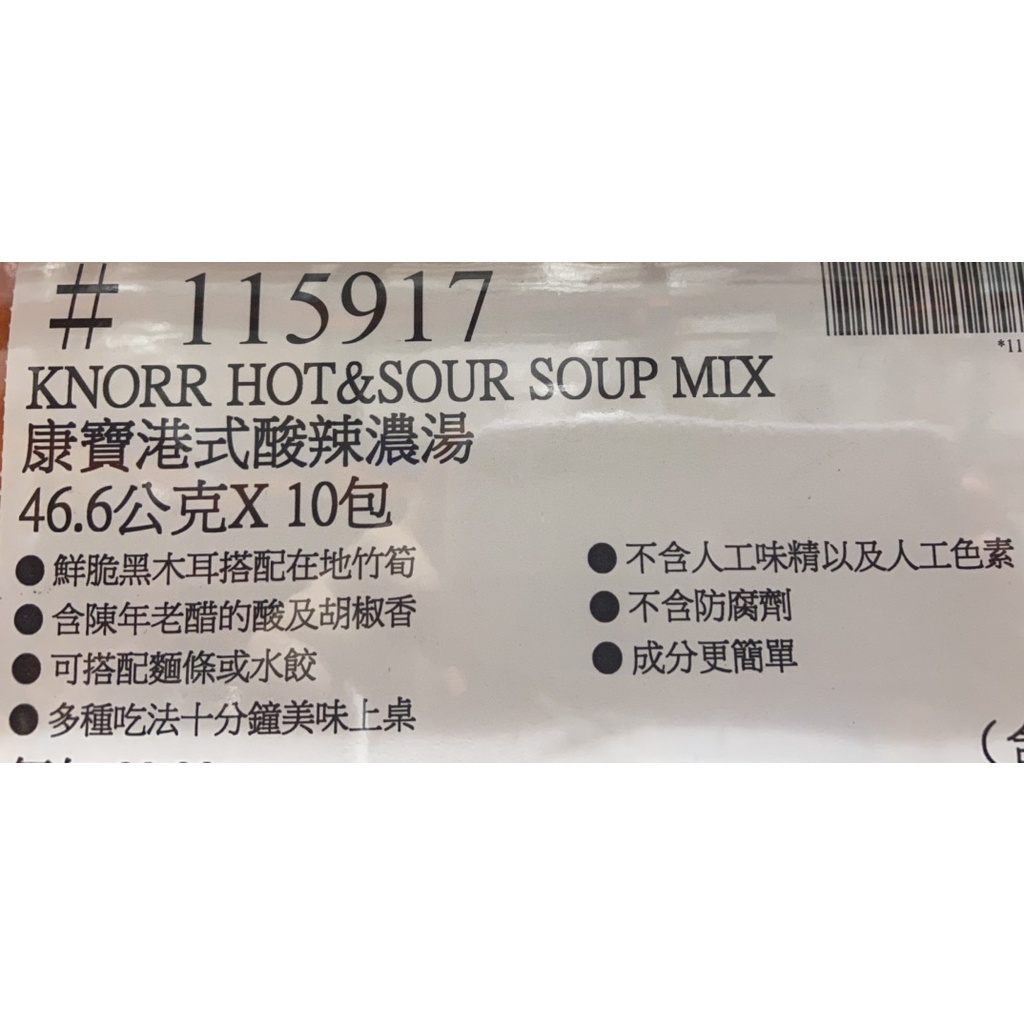 # 115917
*11
KNORR HOT&SOUR SOUP MIX
康寶港式酸辣濃湯
46.6公克X 10包
●鮮脆黑木耳搭配在地竹筍
●含陳年老醋的酸及胡椒香
●可搭配麵條或水餃
●多種吃法十分鐘美味上桌
●不含人工味精以及人工色素
●不含防腐劑
●成分更簡單